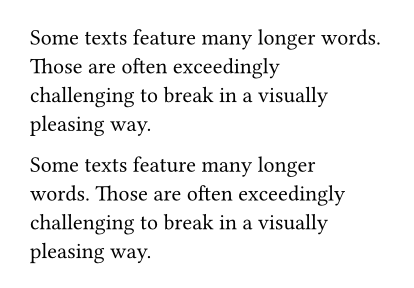 Some texts feature many longer words.
Those are often exceedingly
challenging to break in a visually
pleasing way.
Some texts feature many longer
words. Those are often exceedingly
challenging to break in a visually
pleasing way.